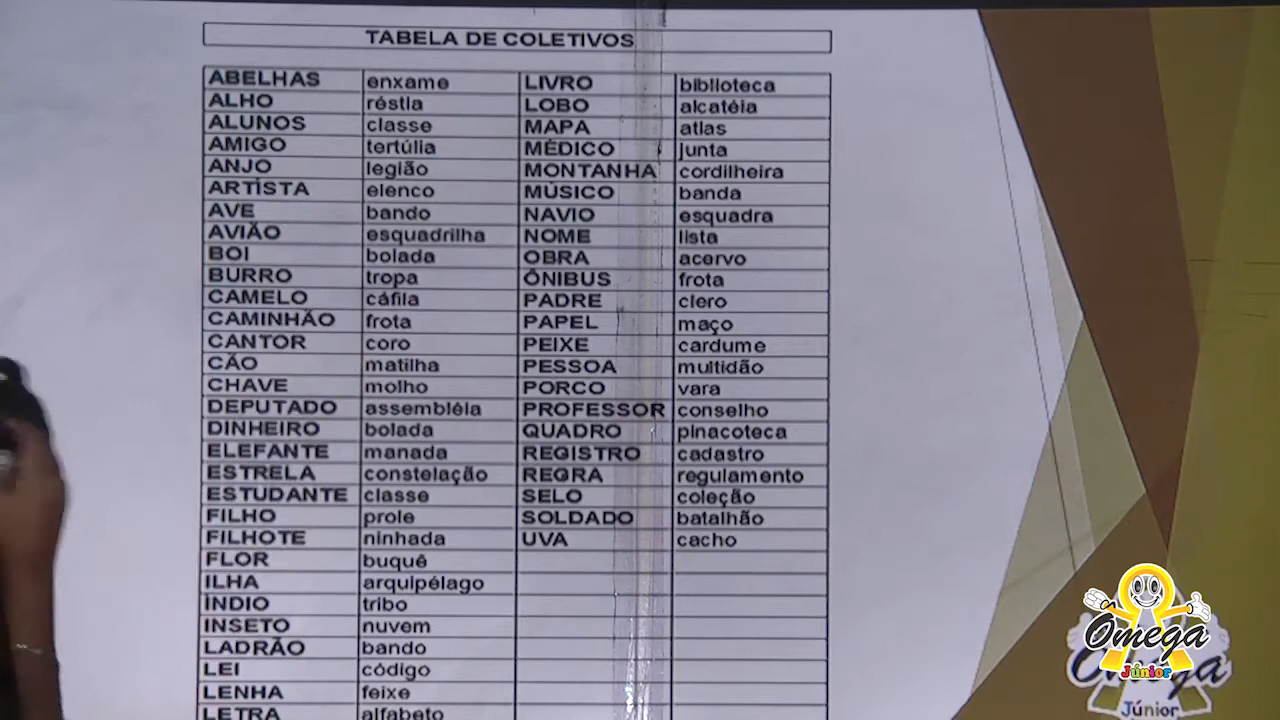 TABELA DE COLETIVOS
ABELHAS enxame LIVRO biblioteca
ALHO réstia LOBO alcatéia
ALUNOS classe MAPA atlas
AMIGO tertúlia MÉDICO junta
ANJO legião MONTANHA cordilheira
ARTISTA elenco MÚSICO banda
AVE bando NAVIO esquadra
AVIÃO esquadrilha NOME lista
BOI bolada OBRA acervo
BURRO tropa ÔNIBUS frota
CAMELO cáfila PADRE clero
CAMINHÃO frota PAPEL maço
CANTOR coro PEIXE cardume
CÃO matilha PESSOA multidão
CHAVE molho PORCO vara
DEPUTADO assembléia PROFESSOR conselho
DINHEIRO bolada QUADRO pinacoteca
ELEFANTE manada REGISTRO cadastro
ESTRELA constelação REGRA regulamento
ESTUDANTE classe SELO coleção
FILHO prole SOLDADO batalhão
FILHOTE ninhada UVA cacho
FLOR buquê
ILHA arquipélago
ÍNDIO tribo
INSETO nuvem
LADRÃO bando
LEI código
LENHA feixe
LETRA alfabeto
Ômega
Júnior
Ômega
Júnior